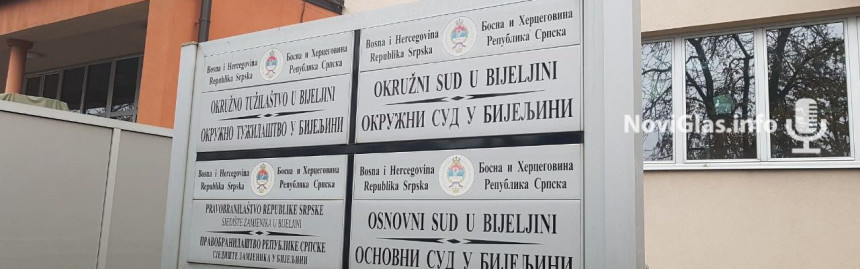 Bosna i Hercegovina
Republika Srpska
Босна и Херцеговина
Република Српска
OKRUŽNO TUŽILAŠTVO U BIJELJINI
ОКРУЖНО ТУЖИЛАШТВО У БИЈЕЉИНИ
Bosna i Hercegovina
Republika Srpska
Босна и Херцеговина
Република Српска
OKRUŽNI SUD U BIJELJINI
ОКРУЖНИ СУД У БИЈЕЉИНИ
Bosna i Hercegovina
Republika Srpska
Босна и Херцеговина
Република Српска
PRAVOBRANILAŠTVO REPUBLIKE SRPSKE
SJEDIŠTE ZAMJENIKA U BIJELJINI
ПРАВОБРАНИЛАШТВО РЕПУБЛИКЕ СРПСКЕ
СЈЕДИШТЕ ЗАМЈЕНИКА У БИЈЕЉИНИ
Bosna i Hercegovina
Republika Srpska
Босна и Херцеговина
Република Српска
OSNOVNI SUD U BIJELJINI
ОСНОВНИ СУД У БИЈЕЉИНИ
NoviGlas.info